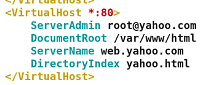 </VirtualHost>
<VirtualHost *:80>
ServerAdmin root@yahoo.com
DocumentRoot /var/www/html
ServerName web.yahoo.com
DirectoryIndex yahoo.html
</VirtualHost>